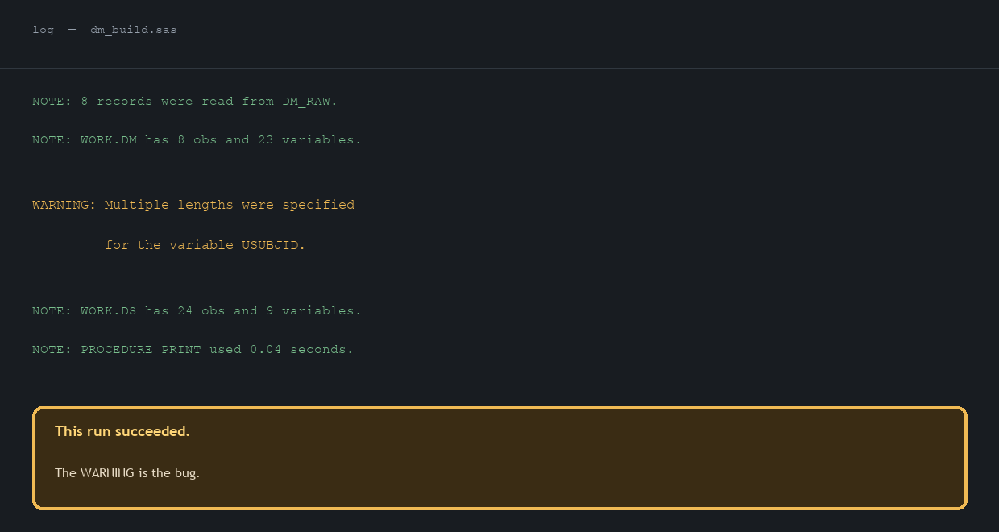 log — dm_build.sas
NOTE: 8 records were read from DM_RAW.
NOTE: WORK.DM has 8 obs and 23 variables.
WARNING: Multiple lengths were specified
for the variable USUBJID.
NOTE: WORK.DS has 24 obs and 9 variables.
NOTE: PROCEDURE PRINT used 0.04 seconds.
This run succeeded.
The WARNING is the bug.